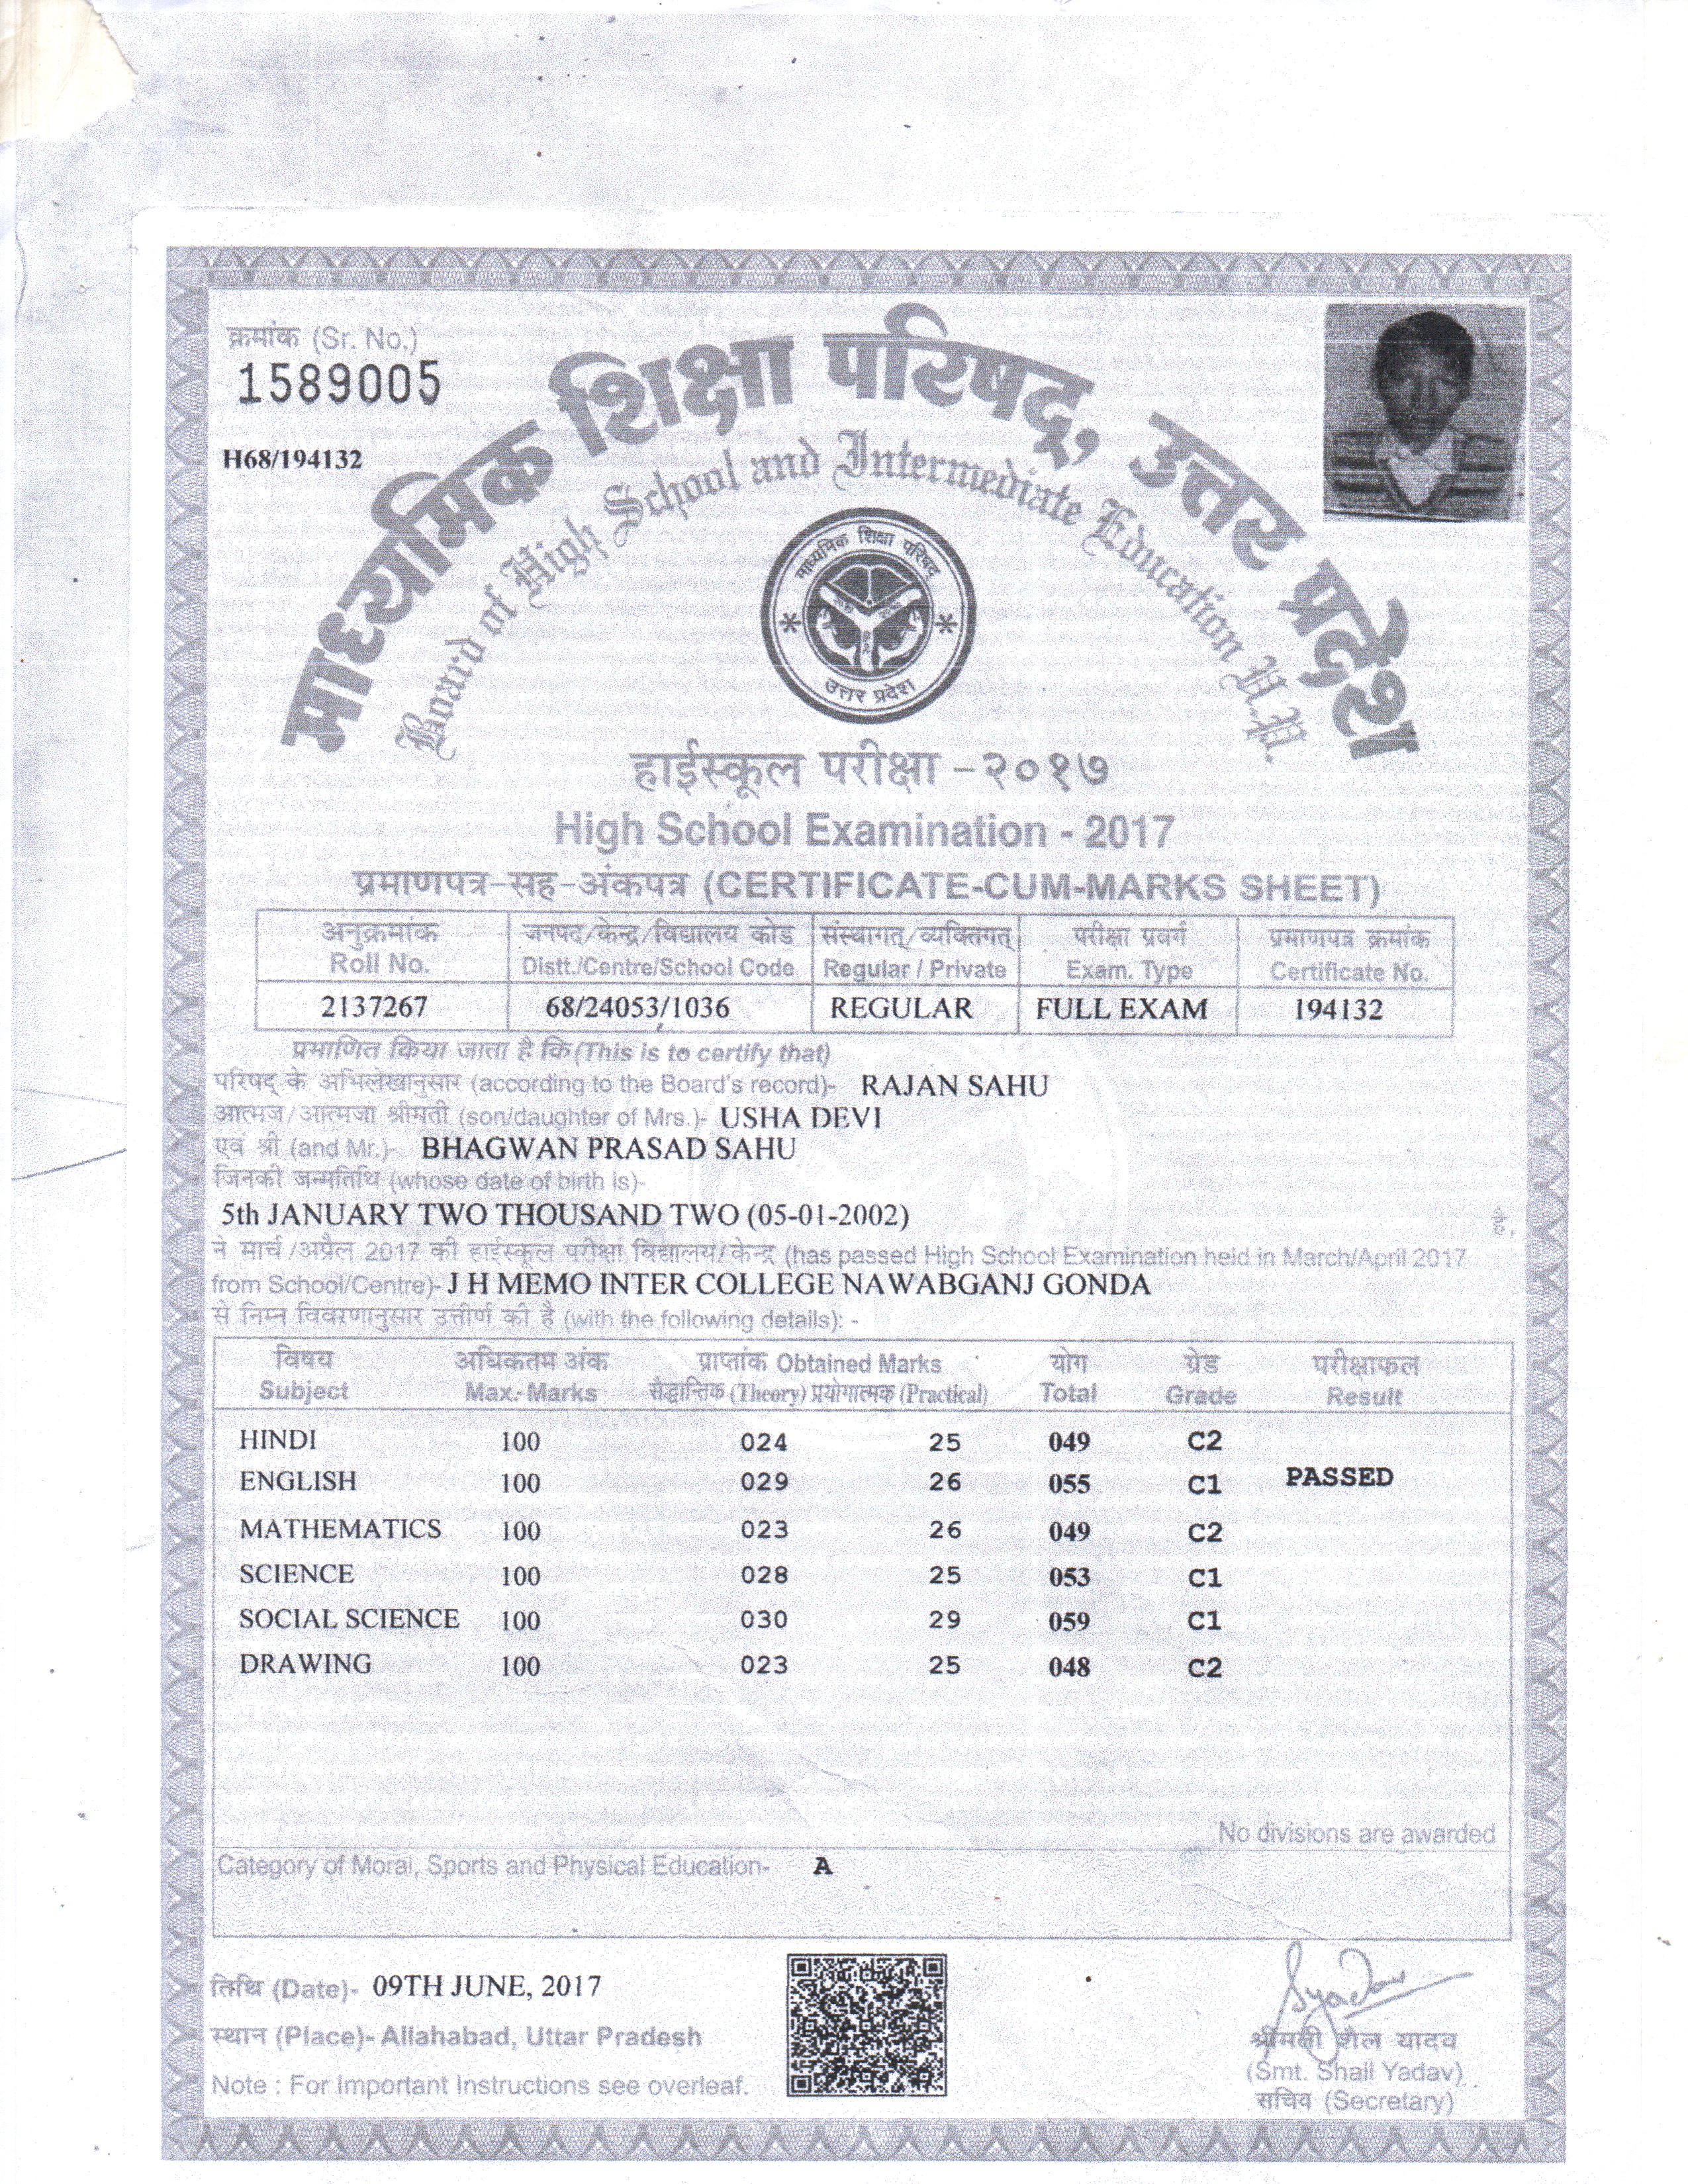 क्रमांक (Sr. No.)
1589005
H68/194132
माध्यमिक शिक्षा परिषद्, उत्तर प्रदेश
Board of High School and Intermediate Education U.P.
माध्यमिक शिक्षा परिषद्
उत्तर प्रदेश
हाईस्कूल परीक्षा -२०१७
High School Examination - 2017
प्रमाणपत्र-सह-अंकपत्र (CERTIFICATE-CUM-MARKS SHEET)
अनुक्रमांक जनपद/केन्द्र/विद्यालय कोड संस्थागत्/व्यक्तिगत् परीक्षा प्रवर्ग प्रमाणपत्र क्रमांक
Roll No. Distt./Centre/School Code Regular / Private Exam. Type Certificate No.
2137267 68/24053/1036 REGULAR FULL EXAM 194132
प्रमाणित किया जाता है कि (This is to certify that)
परिषद् के अभिलेखानुसार (according to the Board's record)- RAJAN SAHU
आत्मज/आत्मजा श्रीमती (son/daughter of Mrs.)- USHA DEVI
एवं श्री (and Mr.)- BHAGWAN PRASAD SAHU
जिनकी जन्मतिथि (whose date of birth is)-
5th JANUARY TWO THOUSAND TWO (05-01-2002) है,
ने मार्च/अप्रैल 2017 की हाईस्कूल परीक्षा विद्यालय/केन्द्र (has passed High School Examination held in March/April 2017
from School/Centre)- J H MEMO INTER COLLEGE NAWABGANJ GONDA
से निम्न विवरणानुसार उत्तीर्ण की है (with the following details): -
विषय अधिकतम अंक प्राप्तांक Obtained Marks योग ग्रेड परीक्षाफल
Subject Max. Marks सैद्धान्तिक (Theory) प्रयोगात्मक (Practical) Total Grade Result
HINDI 100 024 25 049 C2
ENGLISH 100 029 26 055 C1 PASSED
MATHEMATICS 100 023 26 049 C2
SCIENCE 100 028 25 053 C1
SOCIAL SCIENCE 100 030 29 059 C1
DRAWING 100 023 25 048 C2
No divisions are awarded
Category of Moral, Sports and Physical Education- A
तिथि (Date)- 09TH JUNE, 2017
स्थान (Place)- Allahabad, Uttar Pradesh
Note : For Important Instructions see overleaf.
Syadav
श्रीमती शैल यादव
(Smt. Shail Yadav)
सचिव (Secretary)